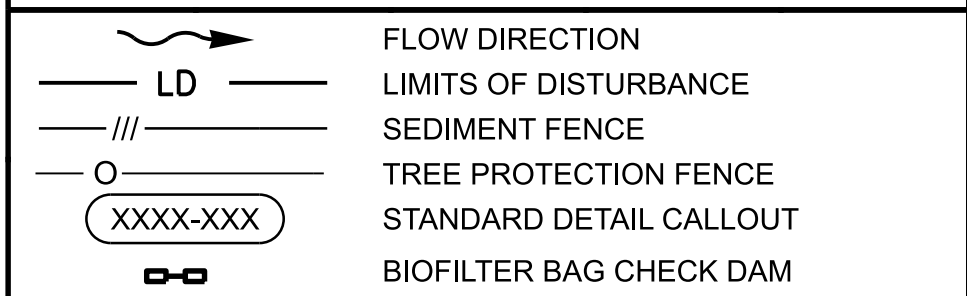 FLOW DIRECTION
LD LIMITS OF DISTURBANCE
/// SEDIMENT FENCE
O TREE PROTECTION FENCE
XXXX-XXX STANDARD DETAIL CALLOUT
BIOFILTER BAG CHECK DAM